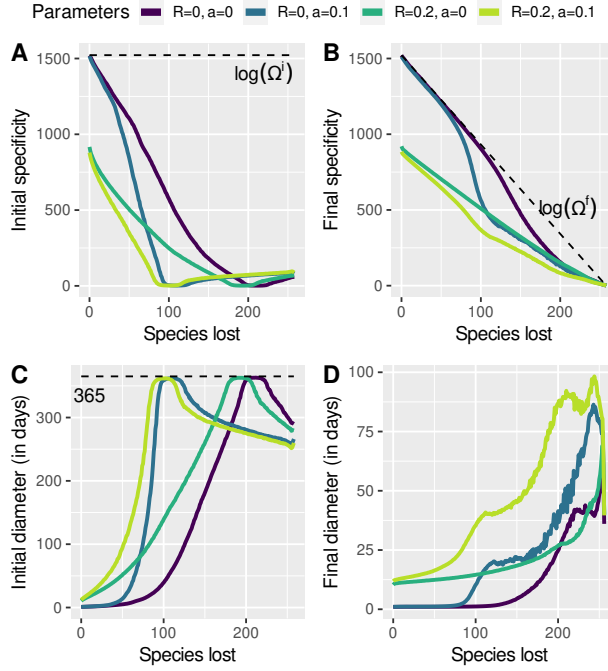 Parameters R=0, a=0 R=0, a=0.1 R=0.2, a=0 R=0.2, a=0.1
A
log(Ωⁱ)
1500
1000
500
0
Initial specificity
0 100 200
Species lost
B
log(Ωᶠ)
1500
1000
500
0
Final specificity
0 100 200
Species lost
C
365
300
200
100
0
Initial diameter (in days)
0 100 200
Species lost
D
100
75
50
25
0
Final diameter (in days)
0 100 200
Species lost